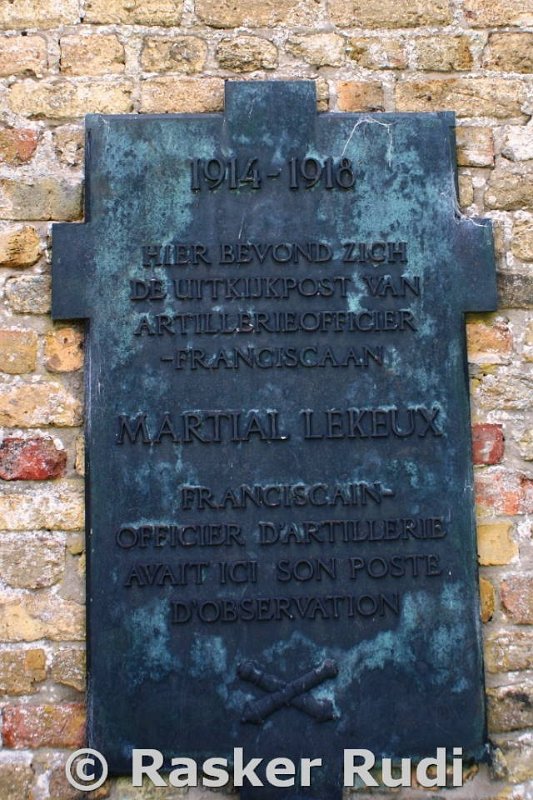 1914 - 1918
HIER BEVOND ZICH
DE UITKIJKPOST VAN
ARTILLERIEOFFICIER
-FRANCISCAAN
MARTIAL LEKEUX
FRANCISCAIN-
OFFICIER D'ARTILLERIE
AVAIT ICI SON POSTE
D'OBSERVATION
© Rasker Rudi